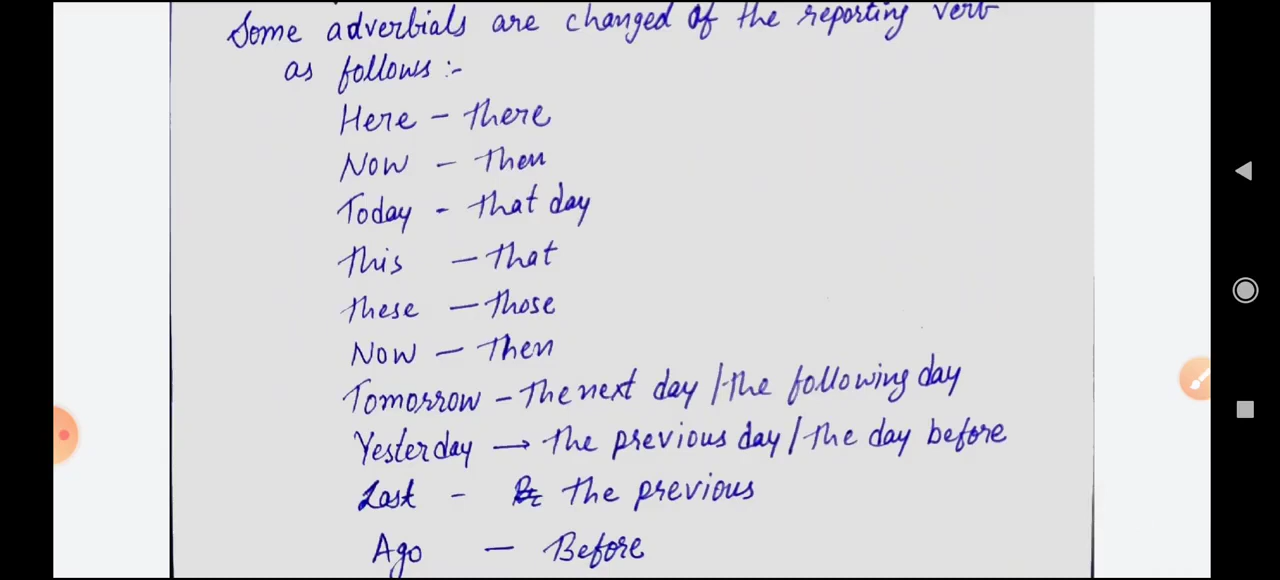 Some adverbials are changed of the reporting verb
as follows :-
Here - there
Now - Then
Today - that day
this - that
these - those
Now - Then
Tomorrow - The next day / the following day
Yesterday → the previous day / the day before
Last - the previous
Ago - Before